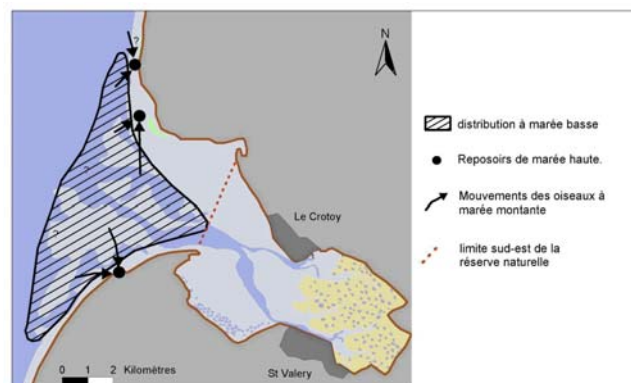 ?
N
?
?
Le Crotoy
St Valery
0 1 2 Kilomètres
distribution à marée basse
Reposoirs de marée haute.
Mouvements des oiseaux à
marée montante
limite sud-est de la
réserve naturelle